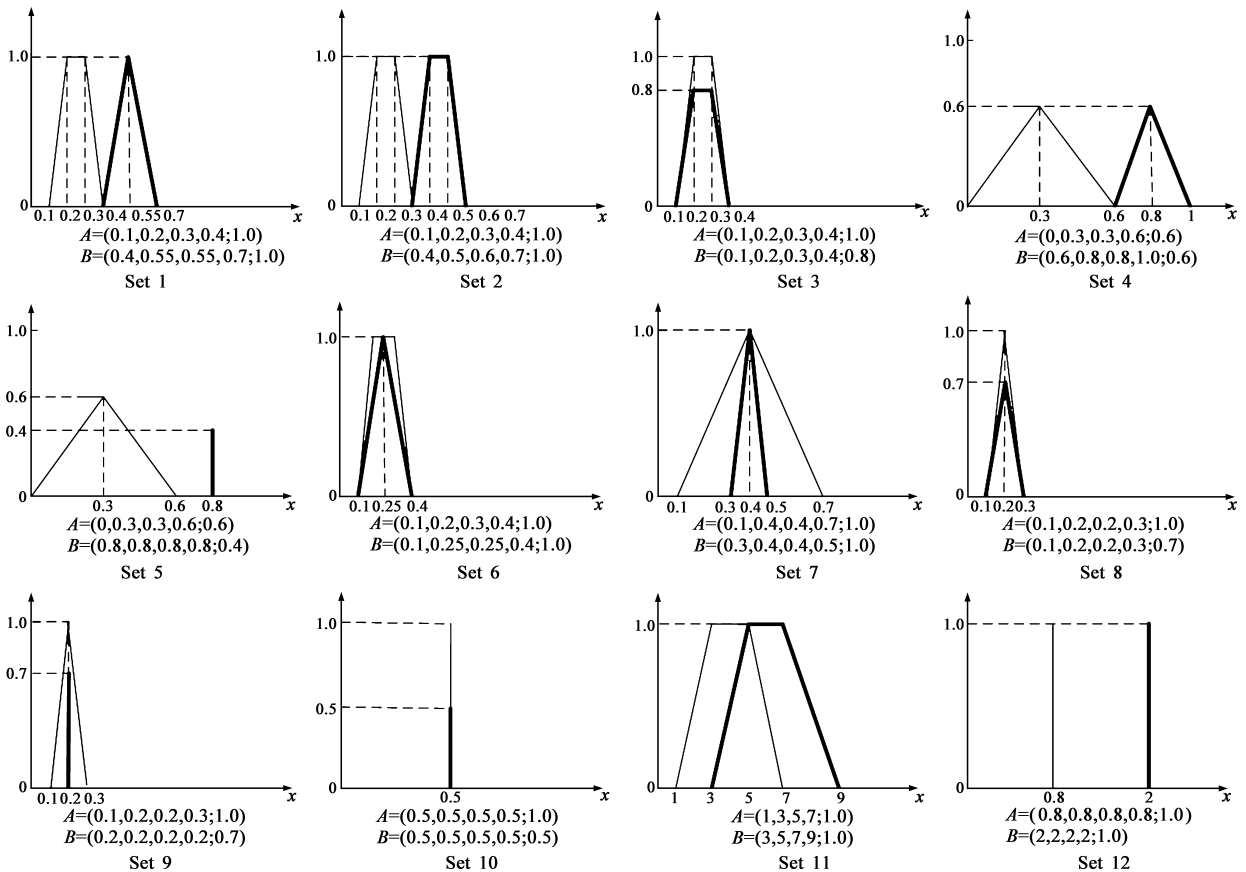 1.0
0
0.1 0.2 0.3 0.4 0.55 0.7
x
A=(0.1,0.2,0.3,0.4;1.0)
B=(0.4,0.55,0.55, 0.7;1.0)
Set 1
1.0
0
0.1 0.2 0.3 0.4 0.5 0.6 0.7
x
A=(0.1,0.2,0.3,0.4;1.0)
B=(0.4,0.5,0.6,0.7;1.0)
Set 2
1.0
0.8
0
0.1 0.2 0.3 0.4
x
A=(0.1,0.2,0.3,0.4;1.0)
B=(0.1,0.2,0.3,0.4;0.8)
Set 3
1.0
0.6
0
0.3 0.6 0.8 1
x
A=(0,0.3,0.3,0.6;0.6)
B=(0.6,0.8,0.8,1.0;0.6)
Set 4
1.0
0.6
0.4
0
0.3 0.6 0.8
x
A=(0,0.3,0.3,0.6;0.6)
B=(0.8,0.8,0.8,0.8;0.4)
Set 5
1.0
0
0.1 0.25 0.4
x
A=(0.1,0.2,0.3,0.4;1.0)
B=(0.1,0.25,0.25,0.4;1.0)
Set 6
1.0
0
0.1 0.3 0.4 0.5 0.7
x
A=(0.1,0.4,0.4,0.7;1.0)
B=(0.3,0.4,0.4,0.5;1.0)
Set 7
1.0
0.7
0
0.1 0.2 0.3
x
A=(0.1,0.2,0.2,0.3;1.0)
B=(0.1,0.2,0.2,0.3;0.7)
Set 8
1.0
0.7
0
0.1 0.2 0.3
x
A=(0.1,0.2,0.2,0.3;1.0)
B=(0.2,0.2,0.2,0.2;0.7)
Set 9
1.0
0.5
0
0.5
x
A=(0.5,0.5,0.5,0.5;1.0)
B=(0.5,0.5,0.5,0.5;0.5)
Set 10
1.0
0
1 3 5 7 9
x
A=(1,3,5,7;1.0)
B=(3,5,7,9;1.0)
Set 11
1.0
0
0.8 2
x
A=(0.8,0.8,0.8,0.8;1.0)
B=(2,2,2,2;1.0)
Set 12